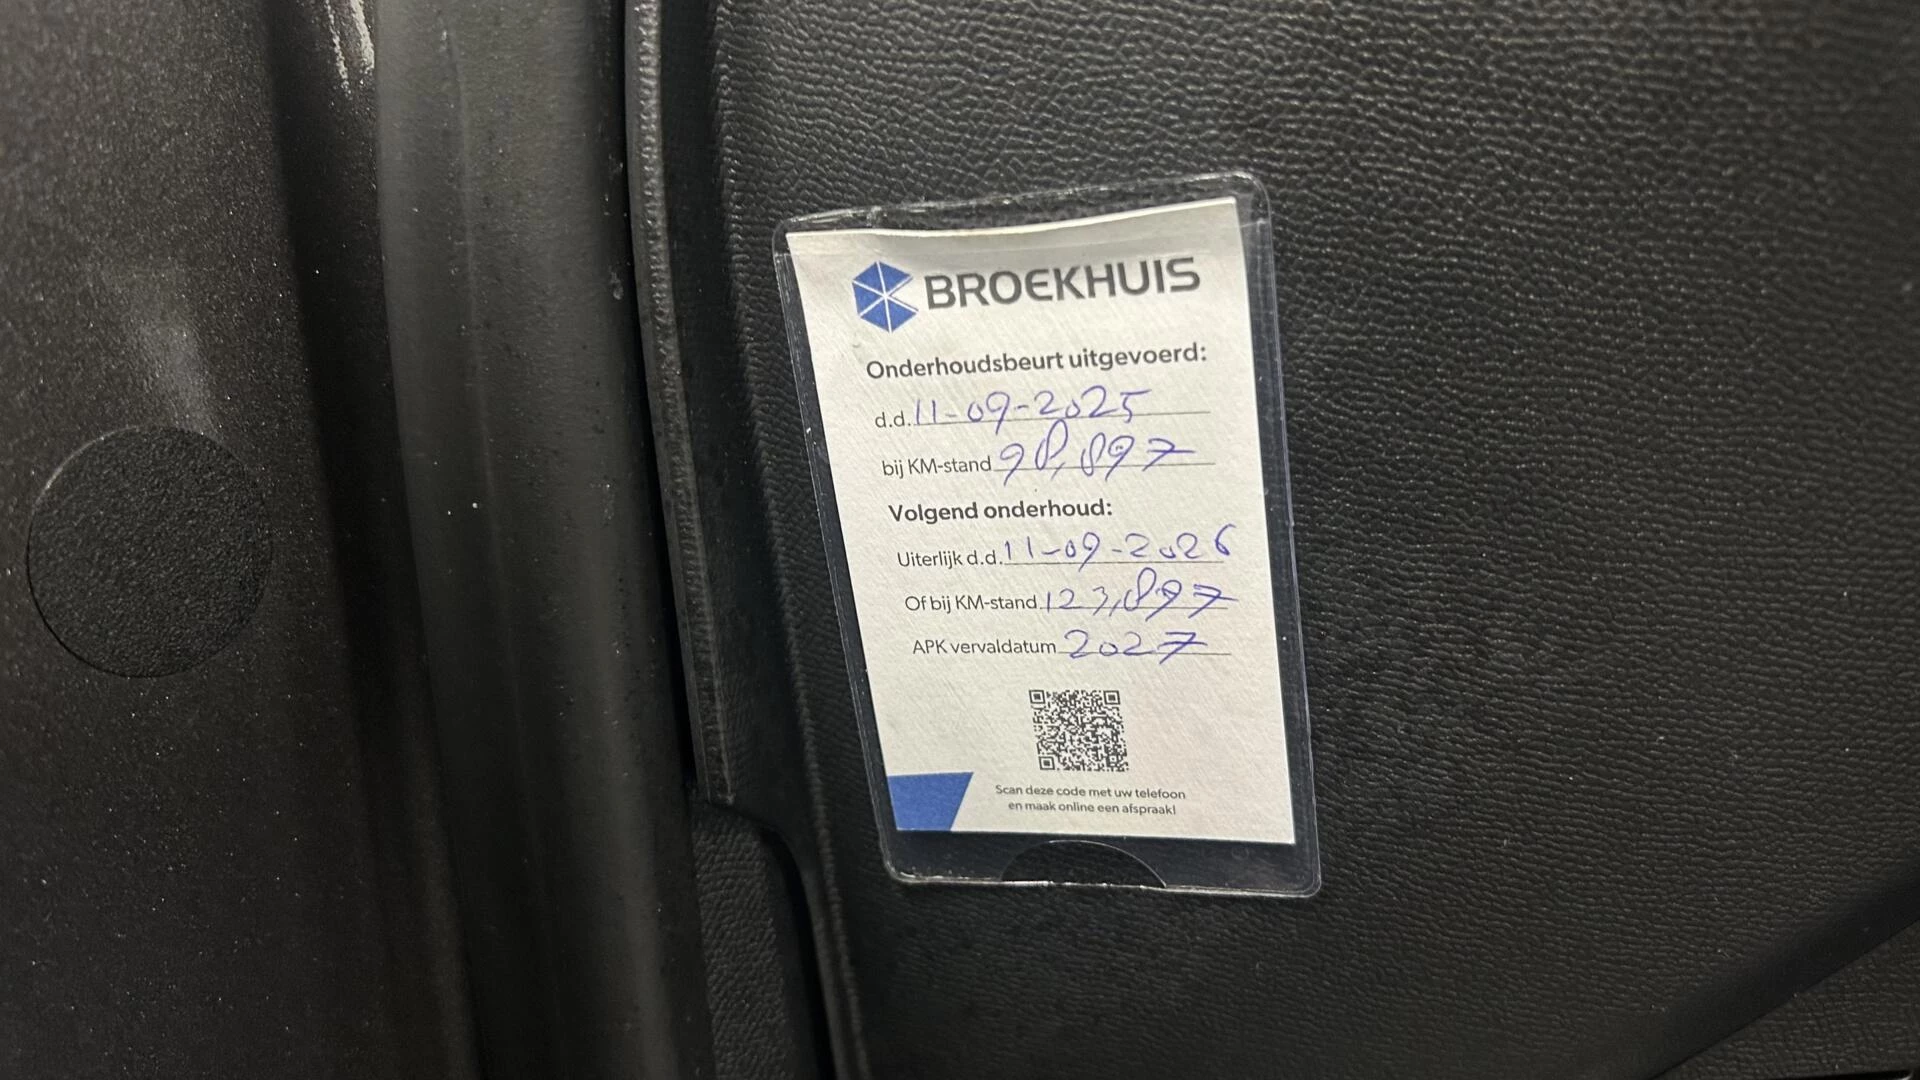 BROEKHUIS
Onderhoudsbeurt uitgevoerd:
d.d. 11-09-2025
bij KM-stand 98,897
Volgend onderhoud:
Uiterlijk d.d. 11-09-2026
Of bij KM-stand 123,897
APK vervaldatum 2027
Scan deze code met uw telefoon
en maak online een afspraak!